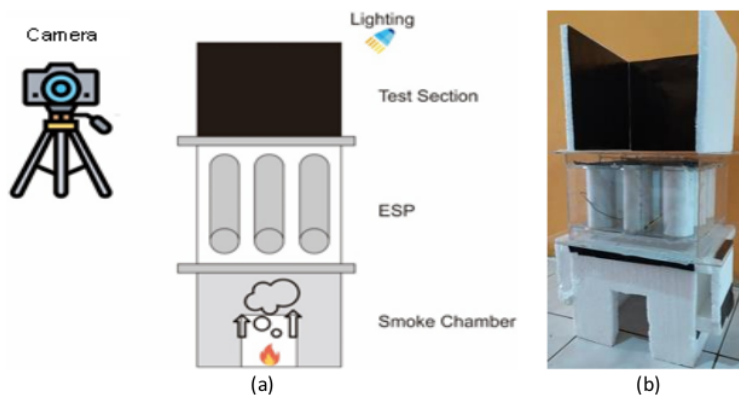 Lighting
Camera
Test Section
ESP
Smoke Chamber
(a)
(b)